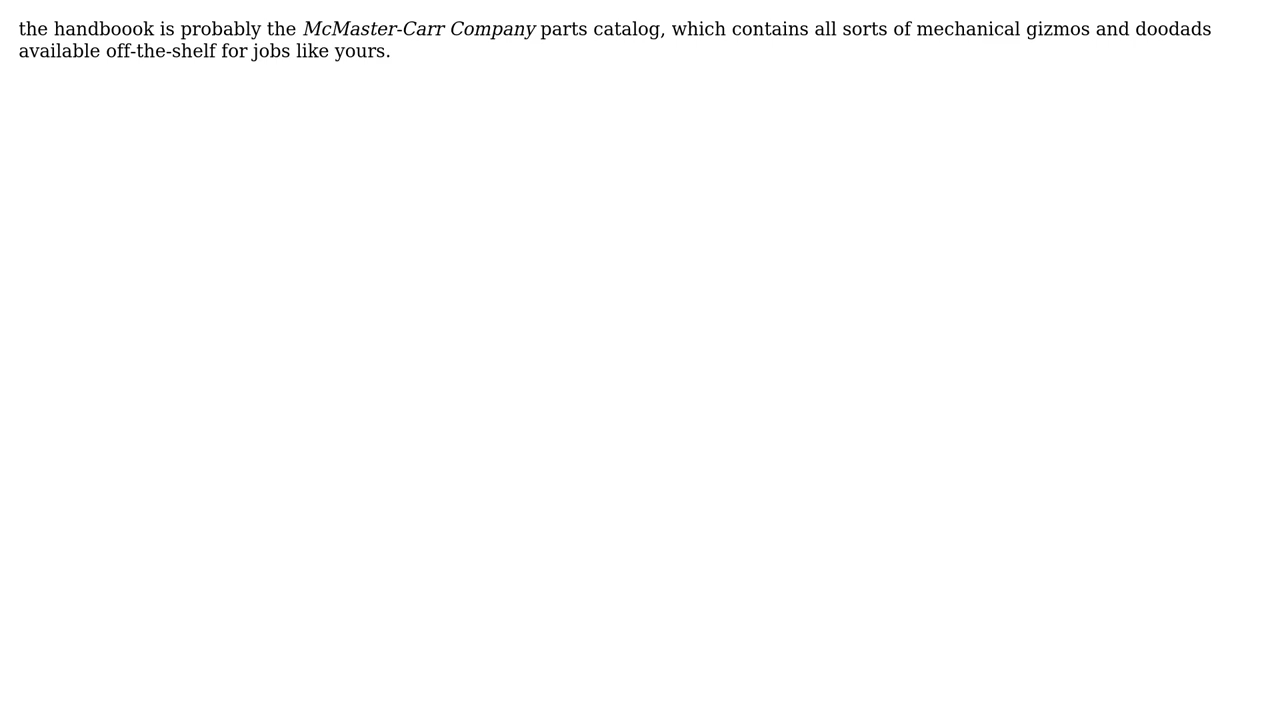 the handboook is probably the McMaster-Carr Company parts catalog, which contains all sorts of mechanical gizmos and doodads
available off-the-shelf for jobs like yours.